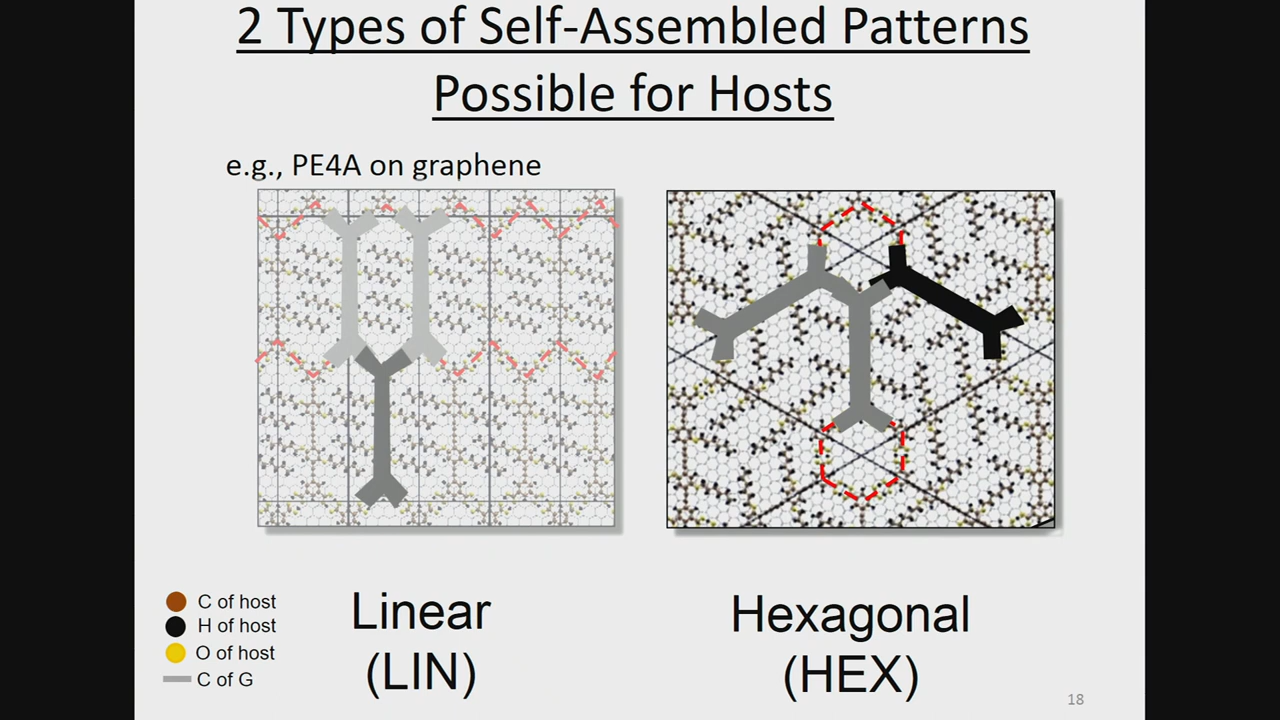 2 Types of Self-Assembled Patterns
Possible for Hosts
e.g., PE4A on graphene
C of host
H of host
O of host
C of G
Linear
(LIN)
Hexagonal
(HEX)
18